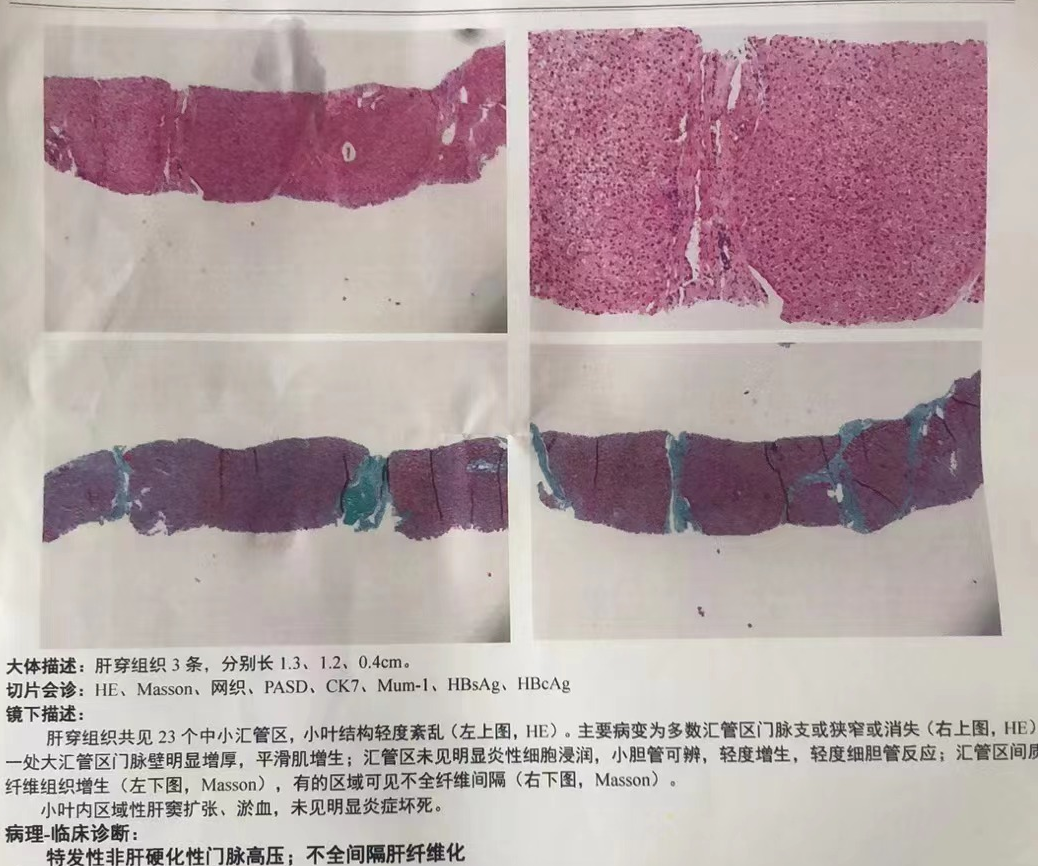 大体描述：肝穿组织 3 条，分别长 1.3、1.2、0.4cm。
切片会诊：HE、Masson、网织、PASD、CK7、Mum-1、HBsAg、HBcAg
镜下描述：
肝穿组织共见 23 个中小汇管区，小叶结构轻度紊乱（左上图，HE）。主要病变为多数汇管区门脉支或狭窄或消失（右上图，HE）
一处大汇管区门脉壁明显增厚，平滑肌增生；汇管区未见明显炎性细胞浸润，小胆管可辨，轻度增生，轻度细胆管反应；汇管区间质
纤维组织增生（左下图，Masson），有的区域可见不全纤维间隔（右下图，Masson）。
小叶内区域性肝窦扩张、淤血，未见明显炎症坏死。
病理-临床诊断：
特发性非肝硬化性门脉高压；不全间隔肝纤维化